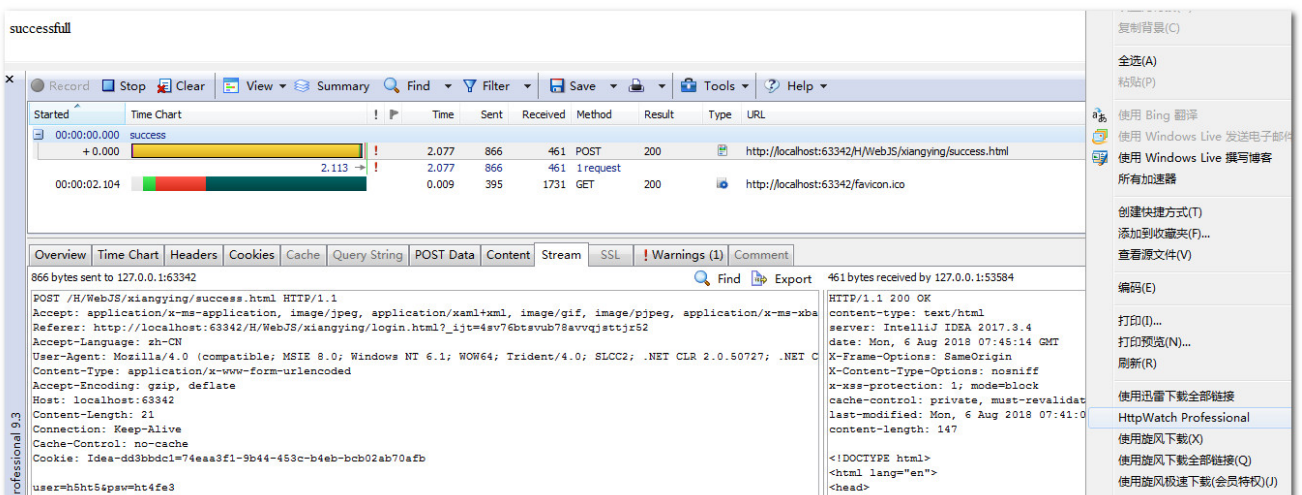 successfull
Record Stop Clear View Summary Find Filter Save Tools Help
Started Time Chart ! Time Sent Received Method Result Type URL
00:00:00.000 success
+ 0.000 ! 2.077 866 461 POST 200 http://localhost:63342/H/WebJS/xiangying/success.html
2.113 ! 2.077 866 461 1 request
00:00:02.104 0.009 395 1731 GET 200 http://localhost:63342/favicon.ico
Overview Time Chart Headers Cookies Cache Query String POST Data Content Stream SSL ! Warnings (1) Comment
866 bytes sent to 127.0.0.1:63342
Find Export
POST /H/WebJS/xiangying/success.html HTTP/1.1
Accept: application/x-ms-application, image/jpeg, application/xaml+xml, image/gif, image/pjpeg, application/x-ms-xba
Referer: http://localhost:63342/H/WebJS/xiangying/login.html?_ijt=4sv76btsvub78avvqjsttjr52
Accept-Language: zh-CN
User-Agent: Mozilla/4.0 (compatible; MSIE 8.0; Windows NT 6.1; WOW64; Trident/4.0; SLCC2; .NET CLR 2.0.50727; .NET C
Content-Type: application/x-www-form-urlencoded
Accept-Encoding: gzip, deflate
Host: localhost:63342
Content-Length: 21
Connection: Keep-Alive
Cache-Control: no-cache
Cookie: Idea-dd3bbdc1=74eaa3f1-9b44-453c-b4eb-bcb02ab70afb
user=h5ht5&psw=ht4fe3
461 bytes received by 127.0.0.1:53584
HTTP/1.1 200 OK
content-type: text/html
server: IntelliJ IDEA 2017.3.4
date: Mon, 6 Aug 2018 07:45:14 GMT
X-Frame-Options: SameOrigin
X-Content-Type-Options: nosniff
x-xss-protection: 1; mode=block
cache-control: private, must-revalidat
last-modified: Mon, 6 Aug 2018 07:41:0
content-length: 147
<!DOCTYPE html>
<html lang="en">
<head>
rofessional 9.3
复制背景(C)
全选(A)
粘贴(P)
使用 Bing 翻译
使用 Windows Live 发送电子邮件
使用 Windows Live 撰写博客
所有加速器
创建快捷方式(T)
添加到收藏夹(F)...
查看源文件(V)
编码(E)
打印(I)...
打印预览(N)...
刷新(R)
使用迅雷下载全部链接
HttpWatch Professional
使用旋风下载(X)
使用旋风下载全部链接(Q)
使用旋风极速下载(会员特权)(J)